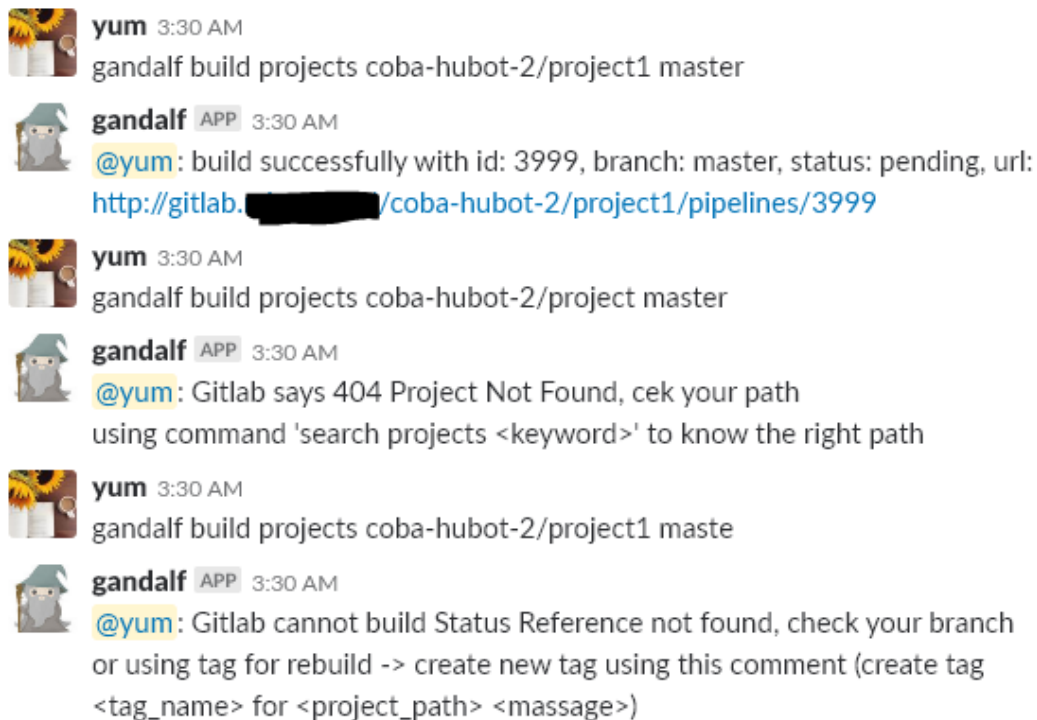 yum 3:30 AM
gandalf build projects coba-hubot-2/project1 master
gandalf APP 3:30 AM
@yum: build successfully with id: 3999, branch: master, status: pending, url:
http://gitlab. /coba-hubot-2/project1/pipelines/3999
yum 3:30 AM
gandalf build projects coba-hubot-2/project master
gandalf APP 3:30 AM
@yum: Gitlab says 404 Project Not Found, cek your path
using command 'search projects <keyword>' to know the right path
yum 3:30 AM
gandalf build projects coba-hubot-2/project1 maste
gandalf APP 3:30 AM
@yum: Gitlab cannot build Status Reference not found, check your branch
or using tag for rebuild -> create new tag using this comment (create tag
<tag_name> for <project_path> <massage>)